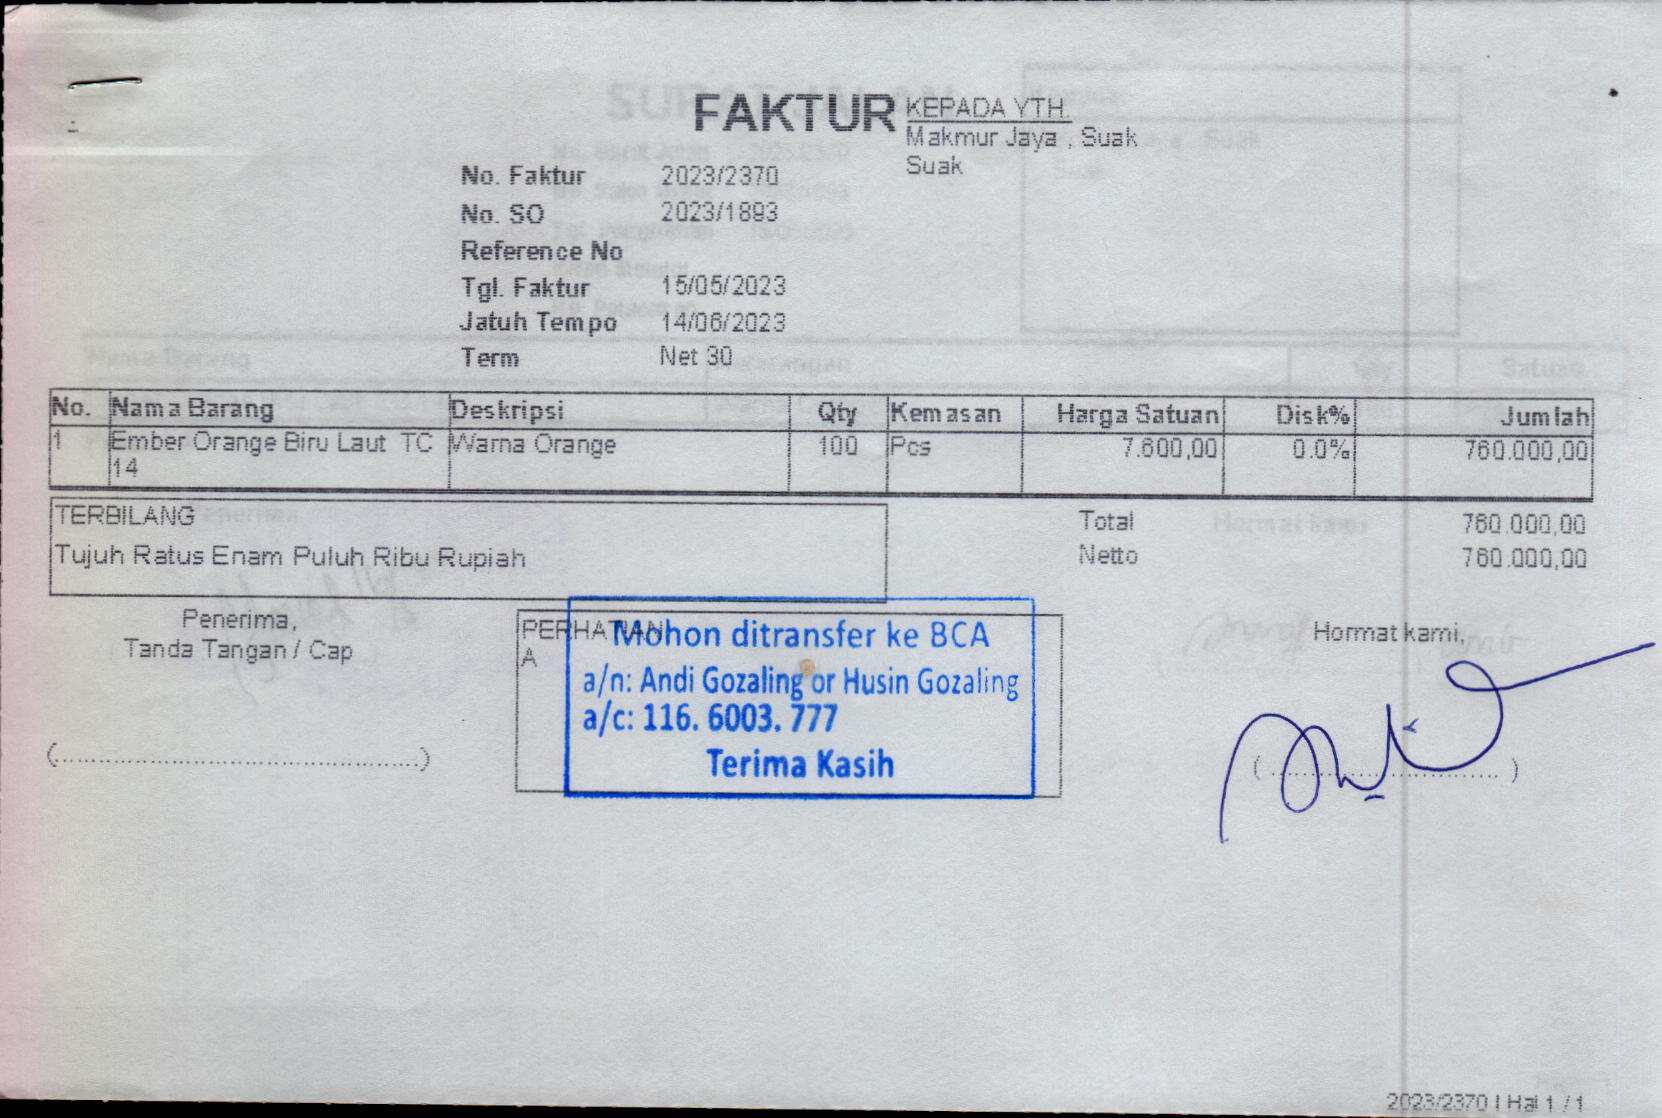 FAKTUR
KEPADA YTH.
Makmur Jaya , Suak
Suak
No. Faktur 2023/2370
No. SO 2023/1893
Reference No
Tgl. Faktur 15/05/2023
Jatuh Tempo 14/06/2023
Term Net 30
No. Nama Barang Deskripsi Qty Kemasan Harga Satuan Disk% Jumlah
1 Ember Orange Biru Laut TC Warna Orange 100 Pcs 7.600,00 0.0% 760.000,00
14
TERBILANG
Tujuh Ratus Enam Puluh Ribu Rupiah
Total 760.000,00
Netto 760.000,00
Penerima,
Tanda Tangan / Cap
(..................................................)
PERHATIAN
A
Mohon ditransfer ke BCA
a/n: Andi Gozaling or Husin Gozaling
a/c: 116. 6003. 777
Terima Kasih
Hormat kami,
( ................................ )
2023/2370 | Hal 1 / 1